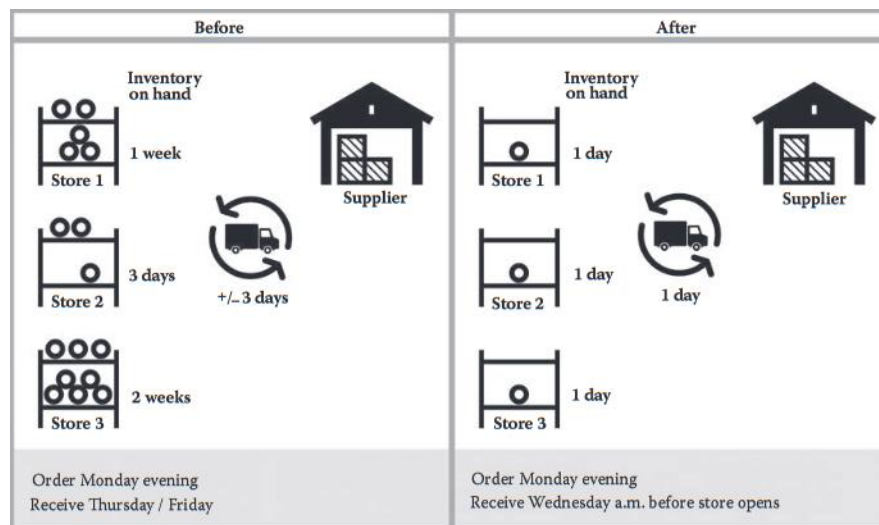 Before
Inventory
on hand
1 week
Store 1
Supplier
3 days
Store 2
+/- 3 days
2 weeks
Store 3
Order Monday evening
Receive Thursday / Friday
After
Inventory
on hand
1 day
Store 1
Supplier
1 day
Store 2
1 day
1 day
Store 3
Order Monday evening
Receive Wednesday a.m. before store opens